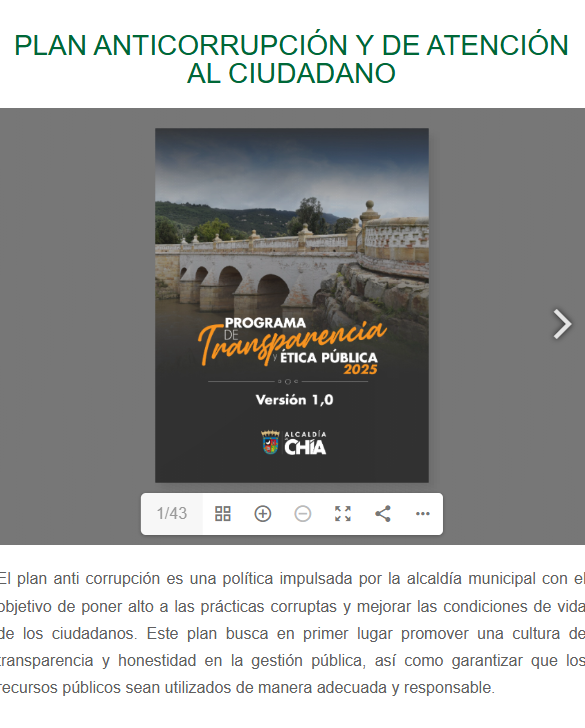 PLAN ANTICORRUPCIÓN Y DE ATENCIÓN
AL CIUDADANO
PROGRAMA
DE
Transparencia
y ÉTICA PÚBLICA
2025
Versión 1,0
ALCALDÍA
CHÍA
1/43
El plan anti corrupción es una política impulsada por la alcaldía municipal con el
objetivo de poner alto a las prácticas corruptas y mejorar las condiciones de vida
de los ciudadanos. Este plan busca en primer lugar promover una cultura de
transparencia y honestidad en la gestión pública, así como garantizar que los
recursos públicos sean utilizados de manera adecuada y responsable.